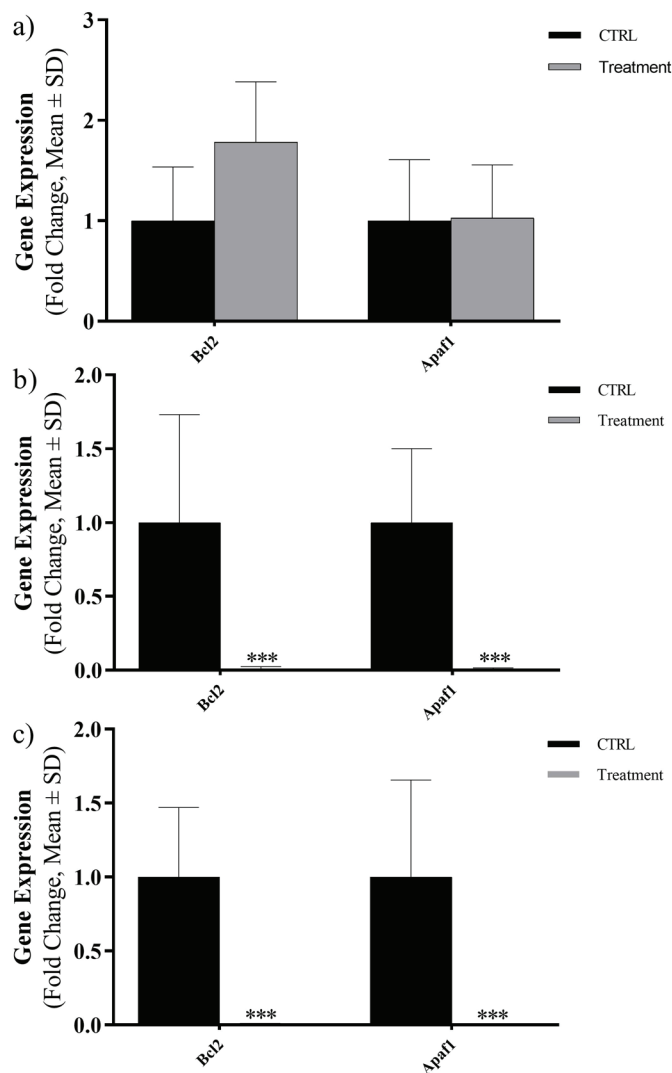 a)
Gene Expression
(Fold Change, Mean ± SD)
3
2
1
0
CTRL
Treatment
Bcl2
Apaf1
b)
Gene Expression
(Fold Change, Mean ± SD)
2.0
1.5
1.0
0.5
0.0
CTRL
Treatment
***
***
Bcl2
Apaf1
c)
Gene Expression
(Fold Change, Mean ± SD)
2.0
1.5
1.0
0.5
0.0
CTRL
Treatment
***
***
Bcl2
Apaf1